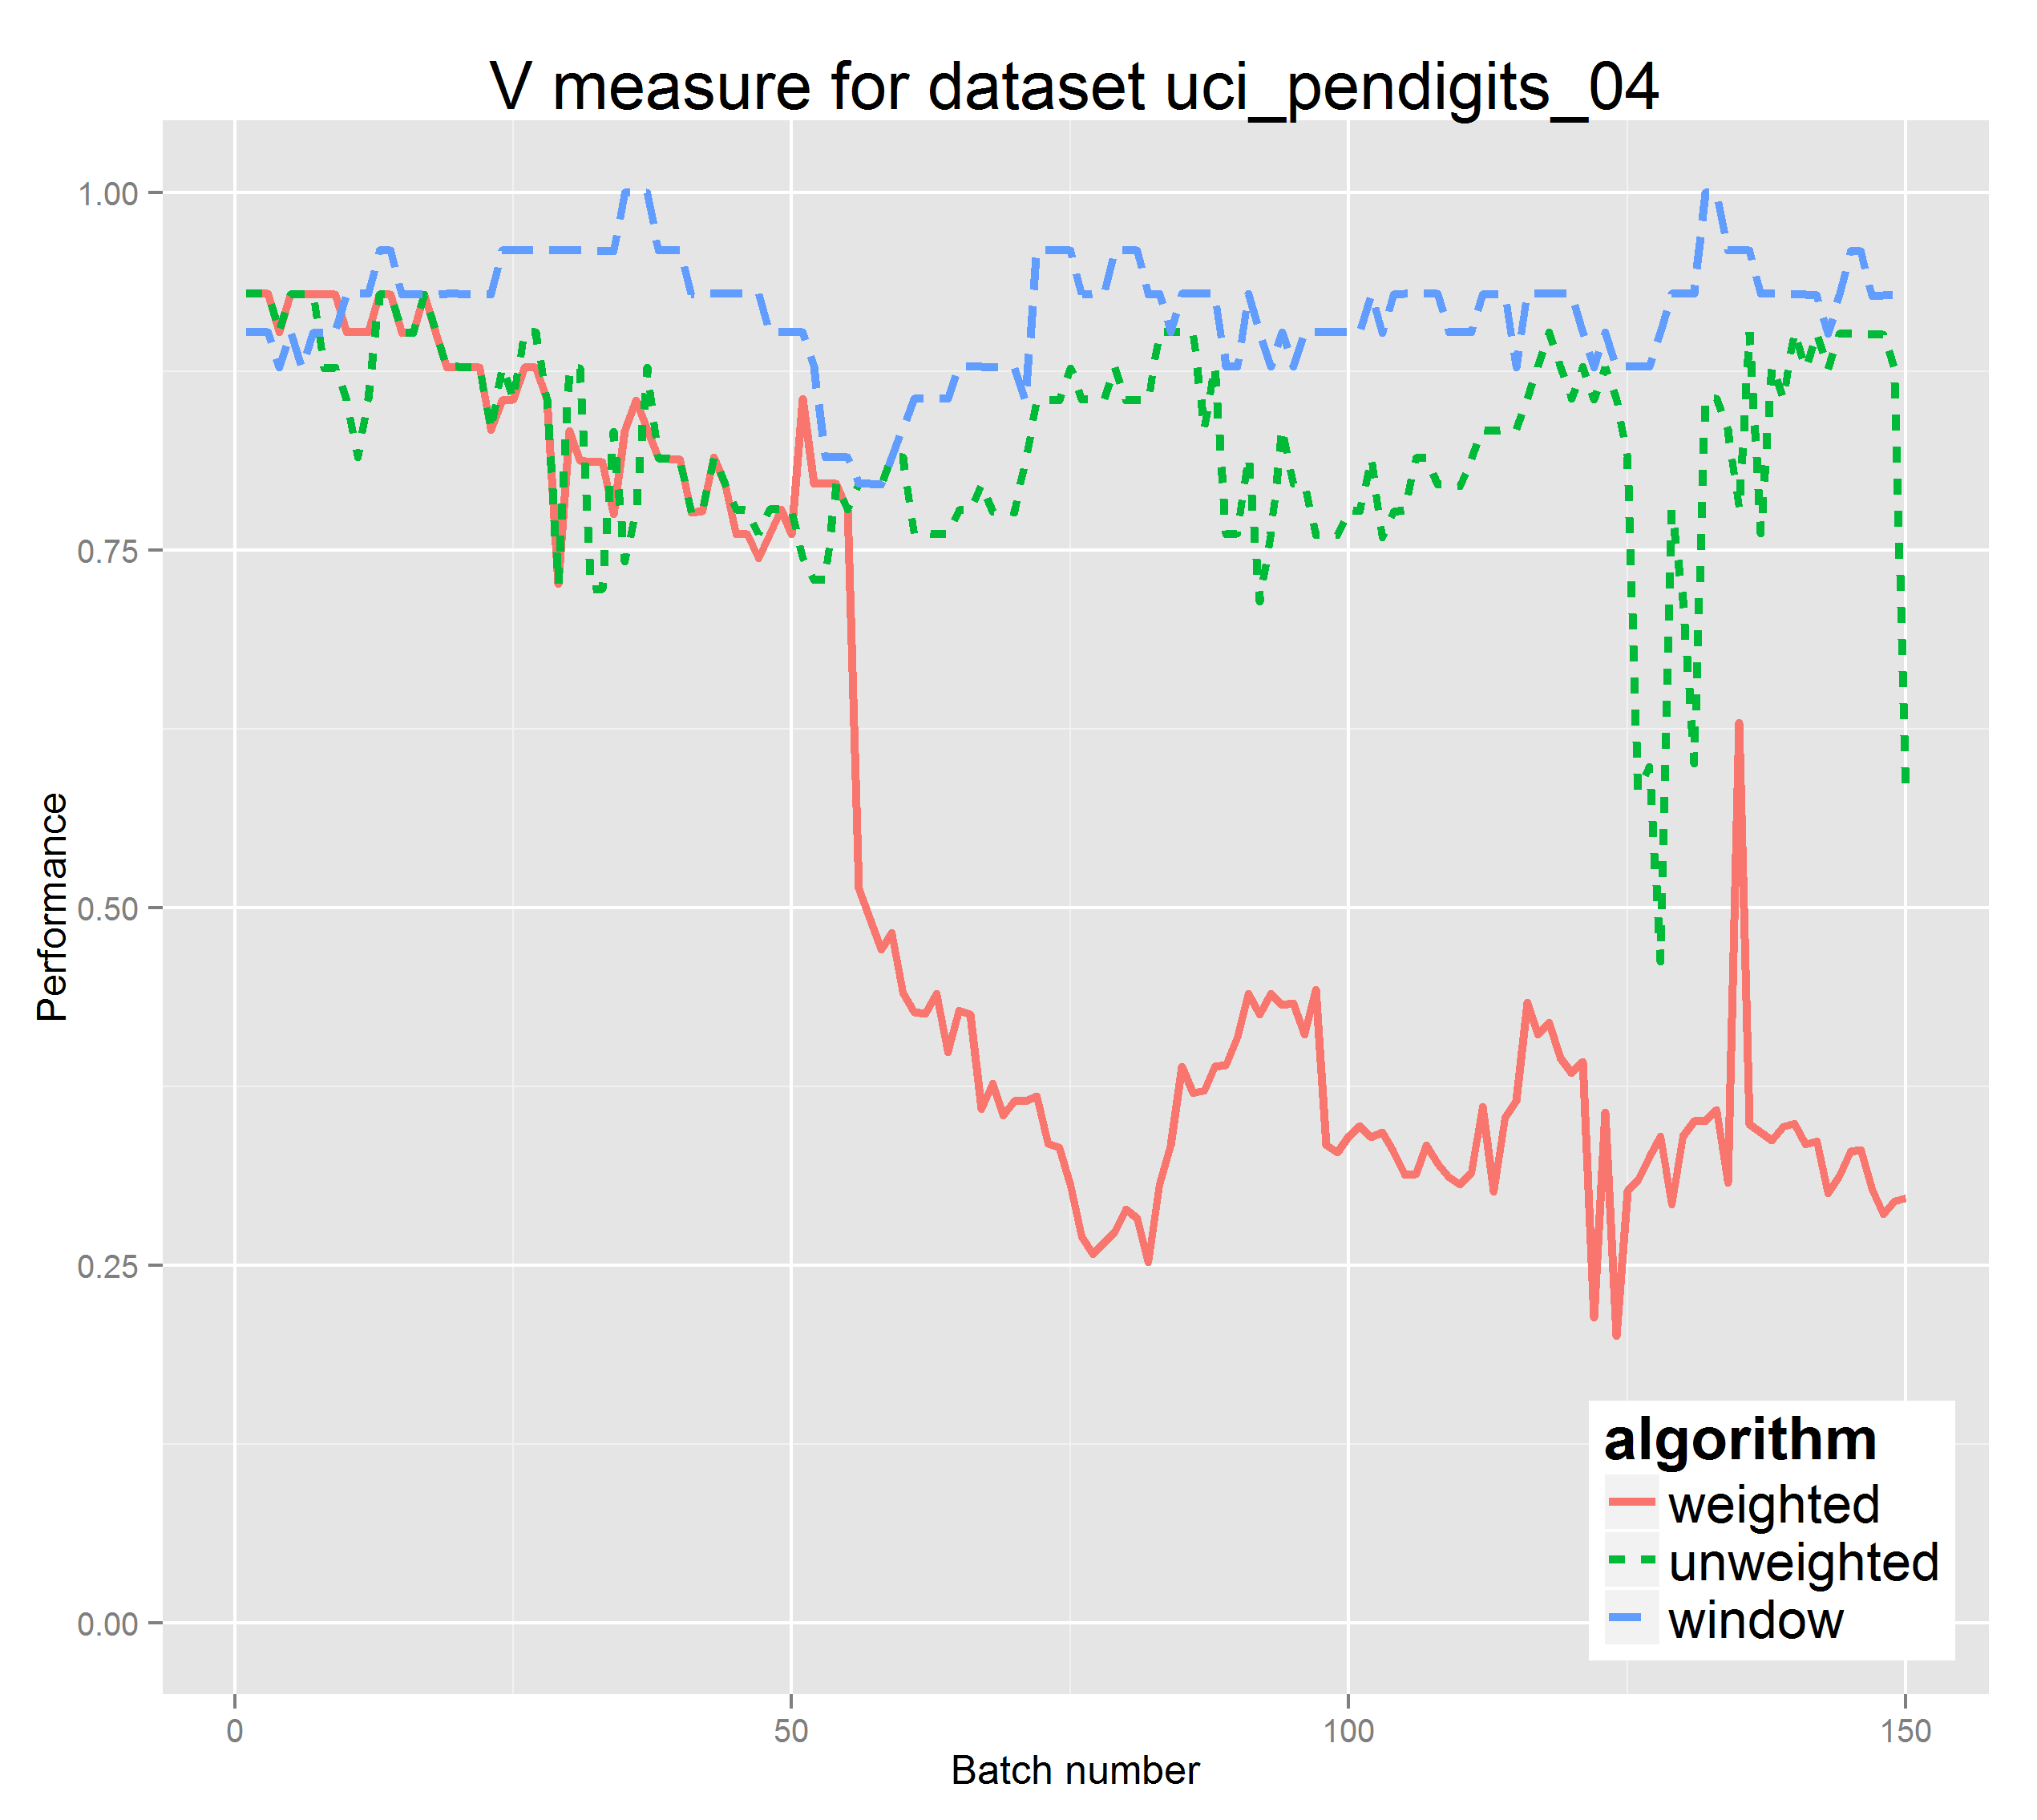 V measure for dataset uci_pendigits_04
Performance
1.00
0.75
0.50
0.25
0.00
0
50
100
150
Batch number
algorithm
weighted
unweighted
window